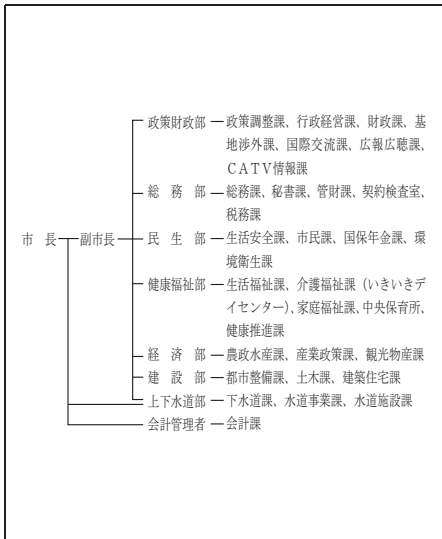 政策財政部 政策調整課、行政経営課、財政課、基
地渉外課、国際交流課、広報広聴課、
CATV情報課
総務部 総務課、秘書課、管財課、契約検査室、
税務課
市長 副市長 民生部 生活安全課、市民課、国保年金課、環
境衛生課
健康福祉部 生活福祉課、介護福祉課(いきいきデ
イセンター)、家庭福祉課、中央保育所、
健康推進課
経済部 農政水産課、産業政策課、観光物産課
建設部 都市整備課、土木課、建築住宅課
上下水道部 下水道課、水道事業課、水道施設課
会計管理者 会計課